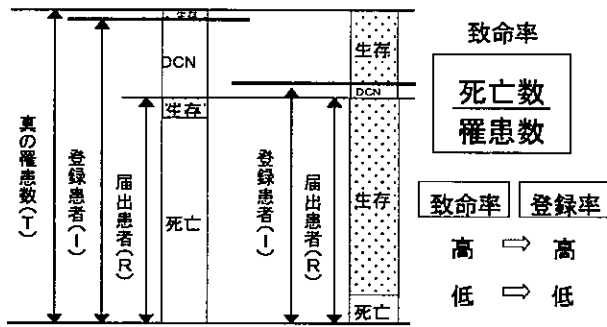 生存
DCN
生存
死亡
生存
DCN
生存
死亡
真の罹患数(T)
登録患者(I)
届出患者(R)
登録患者(I)
届出患者(R)
致命率
死亡数
罹患数
致命率 登録率
高 ⇨ 高
低 ⇨ 低